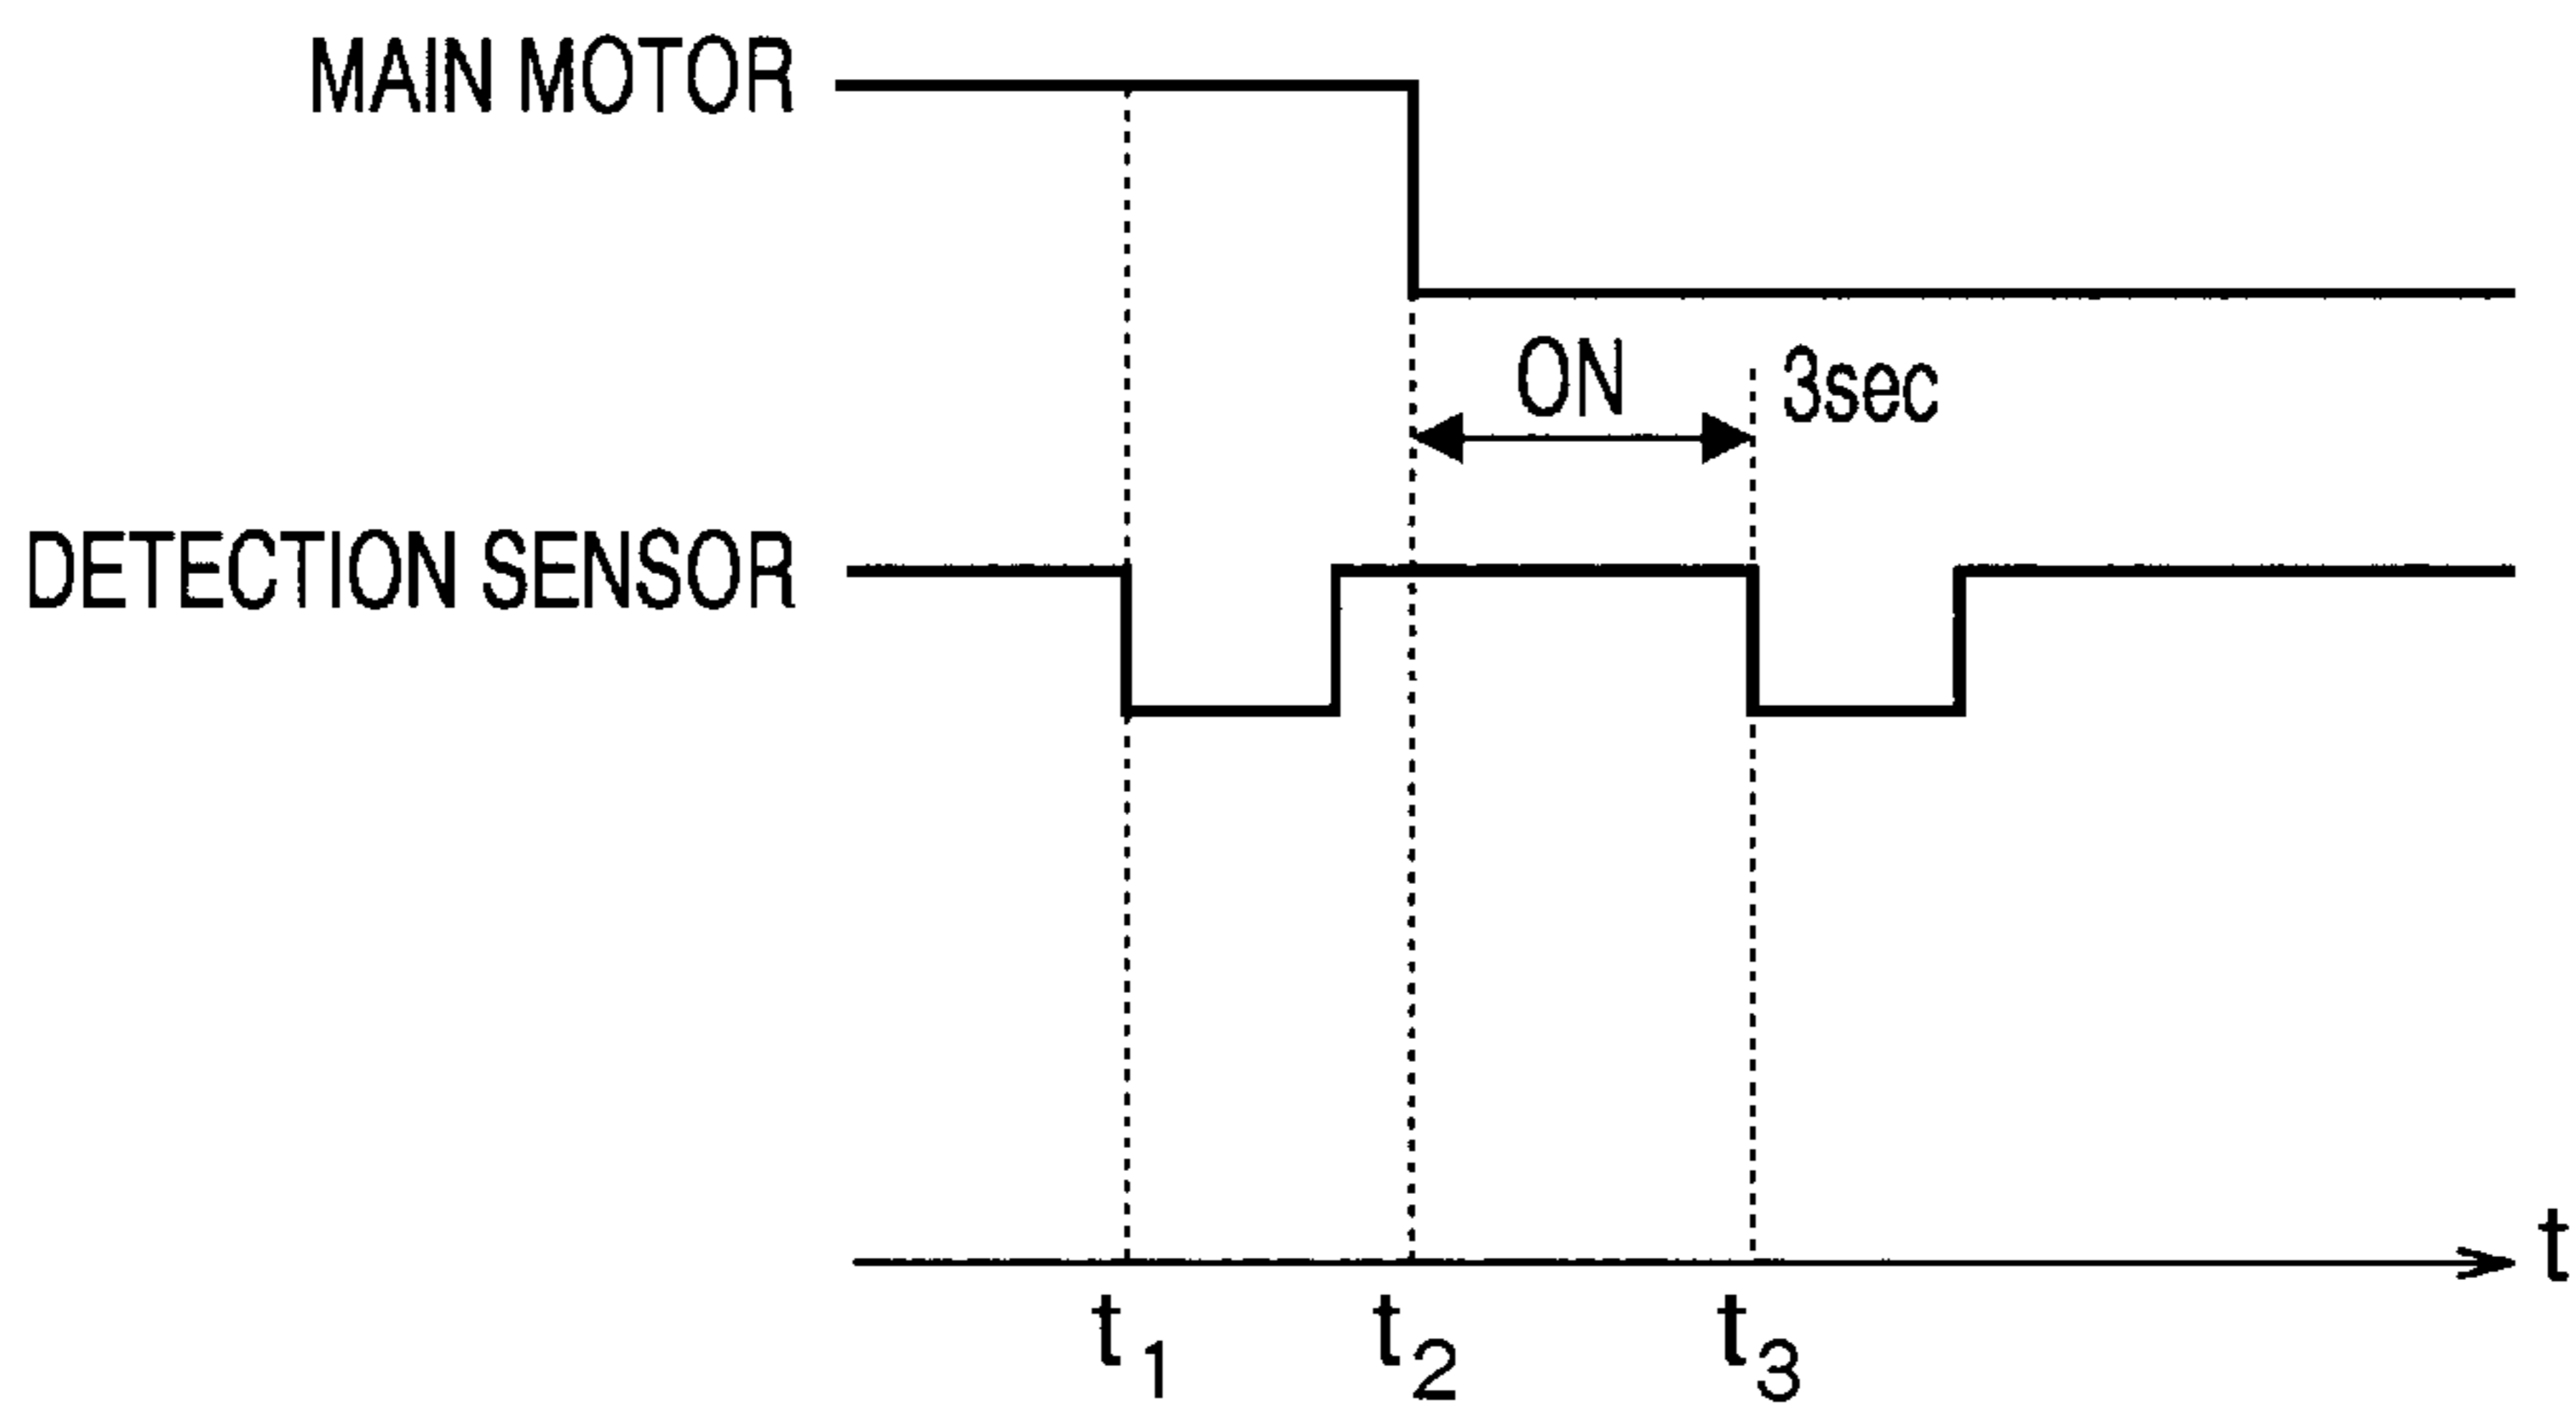 MAIN MOTOR
ON
3sec
DETECTION SENSOR
t
t1
t2
t3